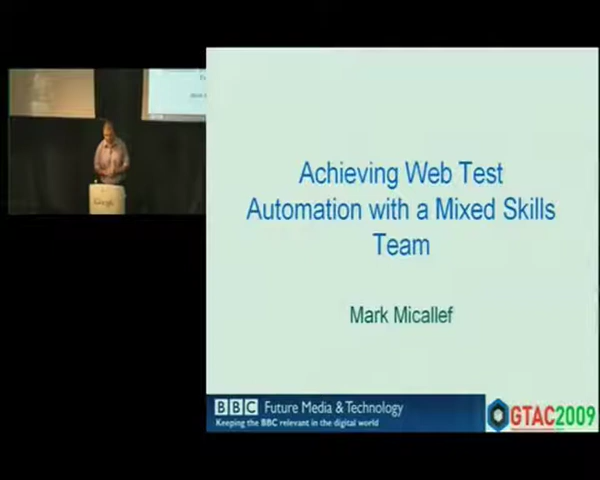 Achieving Web Test
Automation with a Mixed Skills
Team
Mark Micallef
BBC Future Media & Technology
Keeping the BBC relevant in the digital world
GTAC2009
Google